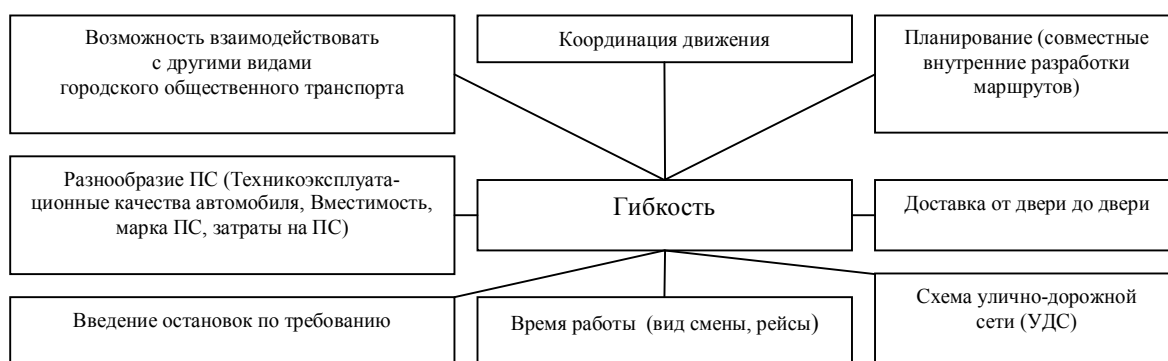 Возможность взаимодействовать
с другими видами
городского общественного транспорта
Координация движения
Планирование (совместные
внутренние разработки
маршрутов)
Разнообразие ПС (Техникоэксплуата-
ционные качества автомобиля, Вместимость,
марка ПС, затраты на ПС)
Гибкость
Доставка от двери до двери
Введение остановок по требованию
Время работы (вид смены, рейсы)
Схема улично-дорожной
сети (УДС)